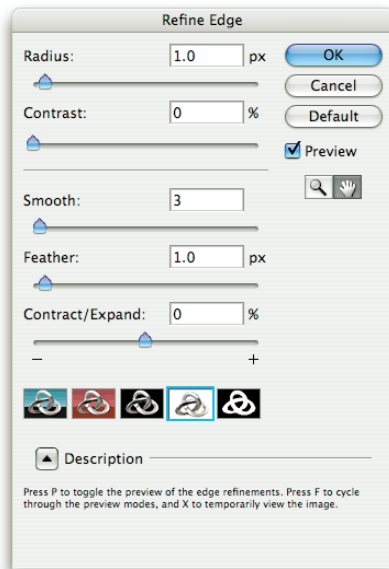 Refine Edge
Radius: 1.0 px
OK
Cancel
Contrast: 0 %
Default
Preview
Smooth: 3
Feather: 1.0 px
Contract/Expand: 0 %
− +
Description
Press P to toggle the preview of the edge refinements. Press F to cycle
through the preview modes, and X to temporarily view the image.